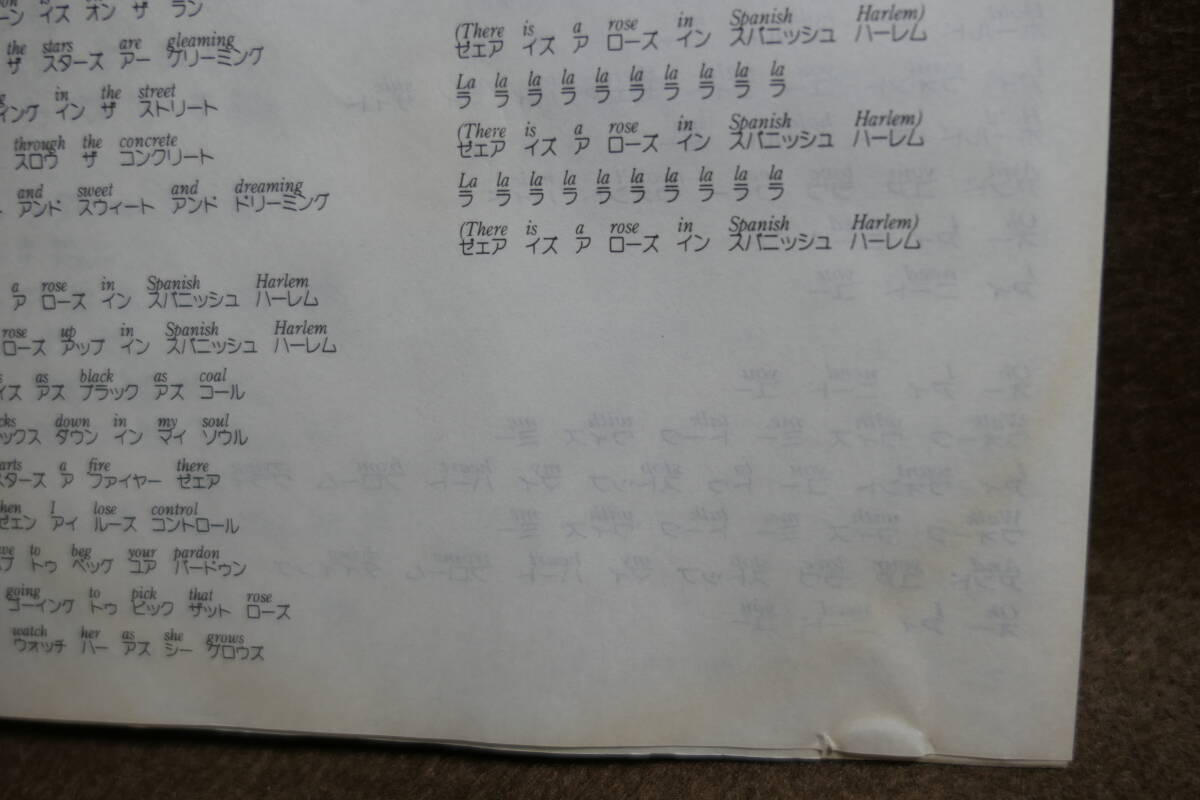 イズ オン ザ ラン
the stars are gleaming
ザ スターズ アー グリーミング
in the street
イング イン ザ ストリート
through the concrete
スロウ ザ コンクリート
and sweet and dreaming
アンド スウィート アンド ドリーミング
a rose in Spanish Harlem
ア ローズ イン スパニッシュ ハーレム
rose up in Spanish Harlem
ローズ アップ イン スパニッシュ ハーレム
as black as coal
イズ アズ ブラック アズ コール
down in my soul
ックス ダウン イン マイ ソウル
a fire there
スターズ ア ファイヤー ゼエア
I lose control
ゼエン アイ ルーズ コントロール
to beg your pardon
トゥ ベッグ ユア パードゥン
going to pick that rose
ゴーイング トゥ ピック ザット ローズ
watch her as she grows
ウォッチ ハー アズ シー グロウズ
(There is a rose in Spanish Harlem)
ゼエア イズ ア ローズ イン スパニッシュ ハーレム
La la la la la la la la la la
ラ ラ ラ ラ ラ ラ ラ ラ ラ ラ
(There is a rose in Spanish Harlem)
ゼエア イズ ア ローズ イン スパニッシュ ハーレム
La la la la la la la la la la
ラ ラ ラ ラ ラ ラ ラ ラ ラ ラ
(There is a rose in Spanish Harlem)
ゼエア イズ ア ローズ イン スパニッシュ ハーレム